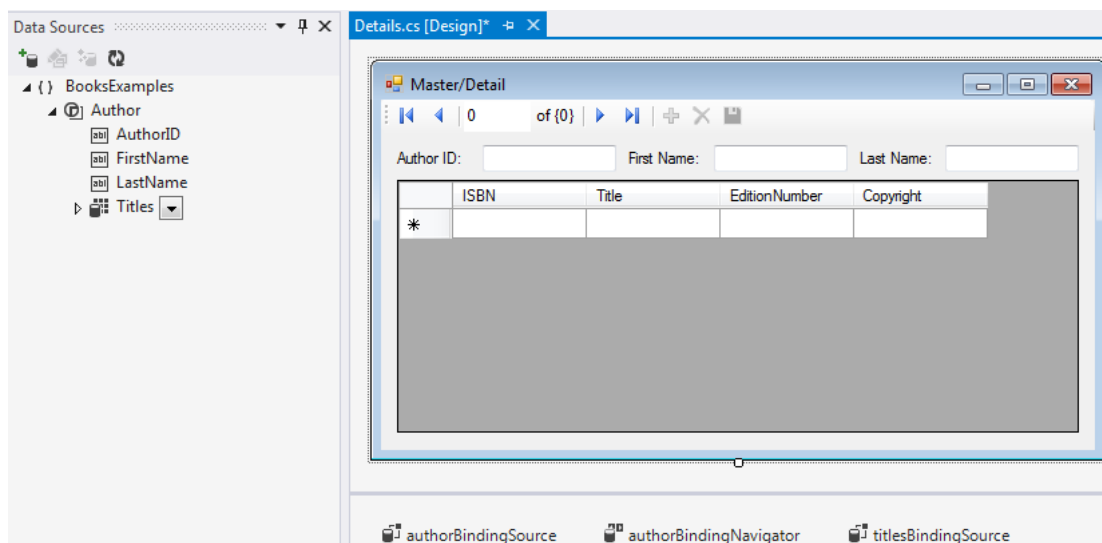 Data Sources
BooksExamples
Author
AuthorID
FirstName
LastName
Titles
Details.cs [Design]*
Master/Detail
0 of {0}
Author ID: First Name: Last Name:
ISBN Title EditionNumber Copyright
authorBindingSource authorBindingNavigator titlesBindingSource